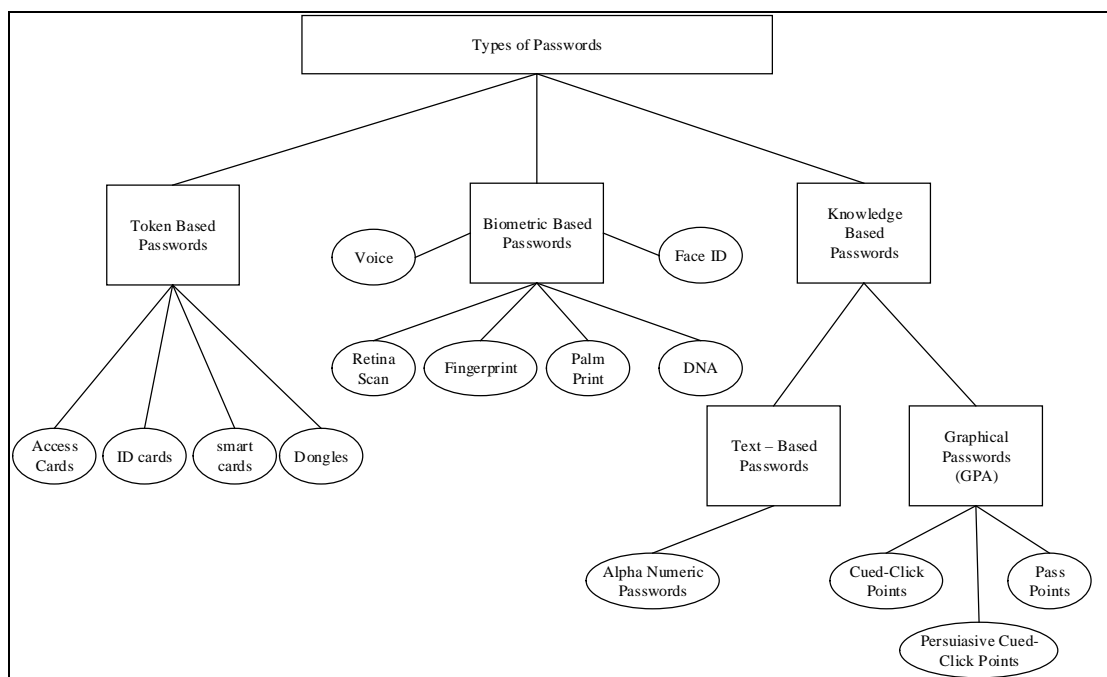 Types of Passwords
Token Based
Passwords
Biometric Based
Passwords
Knowledge
Based
Passwords
Voice
Face ID
Retina
Scan
Fingerprint
Palm
Print
DNA
Access
Cards
ID cards
smart
cards
Dongles
Text – Based
Passwords
Graphical
Passwords
(GPA)
Alpha Numeric
Passwords
Cued-Click
Points
Pass
Points
Persuiasive Cued-
Click Points